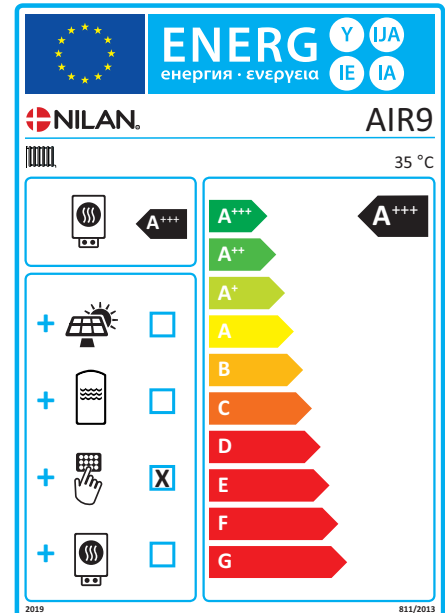 ENERG Y IJA
енергия · ενεργεια IE IA
NILAN® AIR9
35 °C
A+++
A+++ A+++
A++
A+
A
B
C
D
+ X E
F
G
+
+
+
2019 811/2013